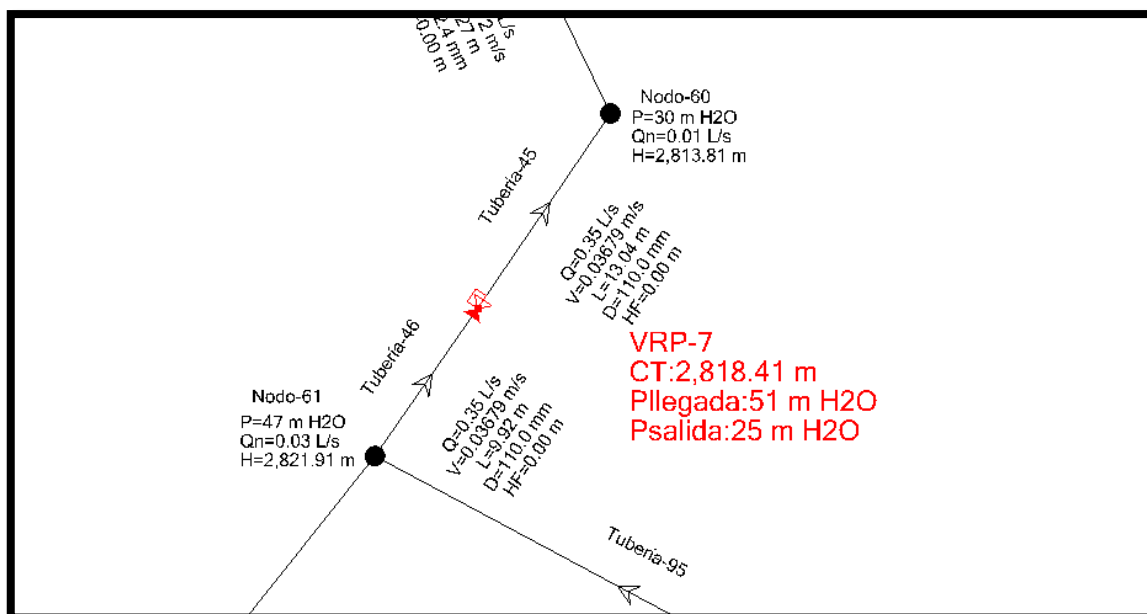 Nodo-60
P=30 m H2O
Qn=0.01 L/s
H=2,813.81 m
Tubería-45
Q=0.35 L/s
V=0.03679 m/s
L=13.04 m
D=110.0 mm
HF=0.00 m
VRP-7
CT:2,818.41 m
Pllegada:51 m H2O
Psalida:25 m H2O
Tubería-46
Nodo-61
P=47 m H2O
Qn=0.03 L/s
H=2,821.91 m
Q=0.35 L/s
V=0.03679 m/s
L=9.92 m
D=110.0 mm
HF=0.00 m
Tubería-95